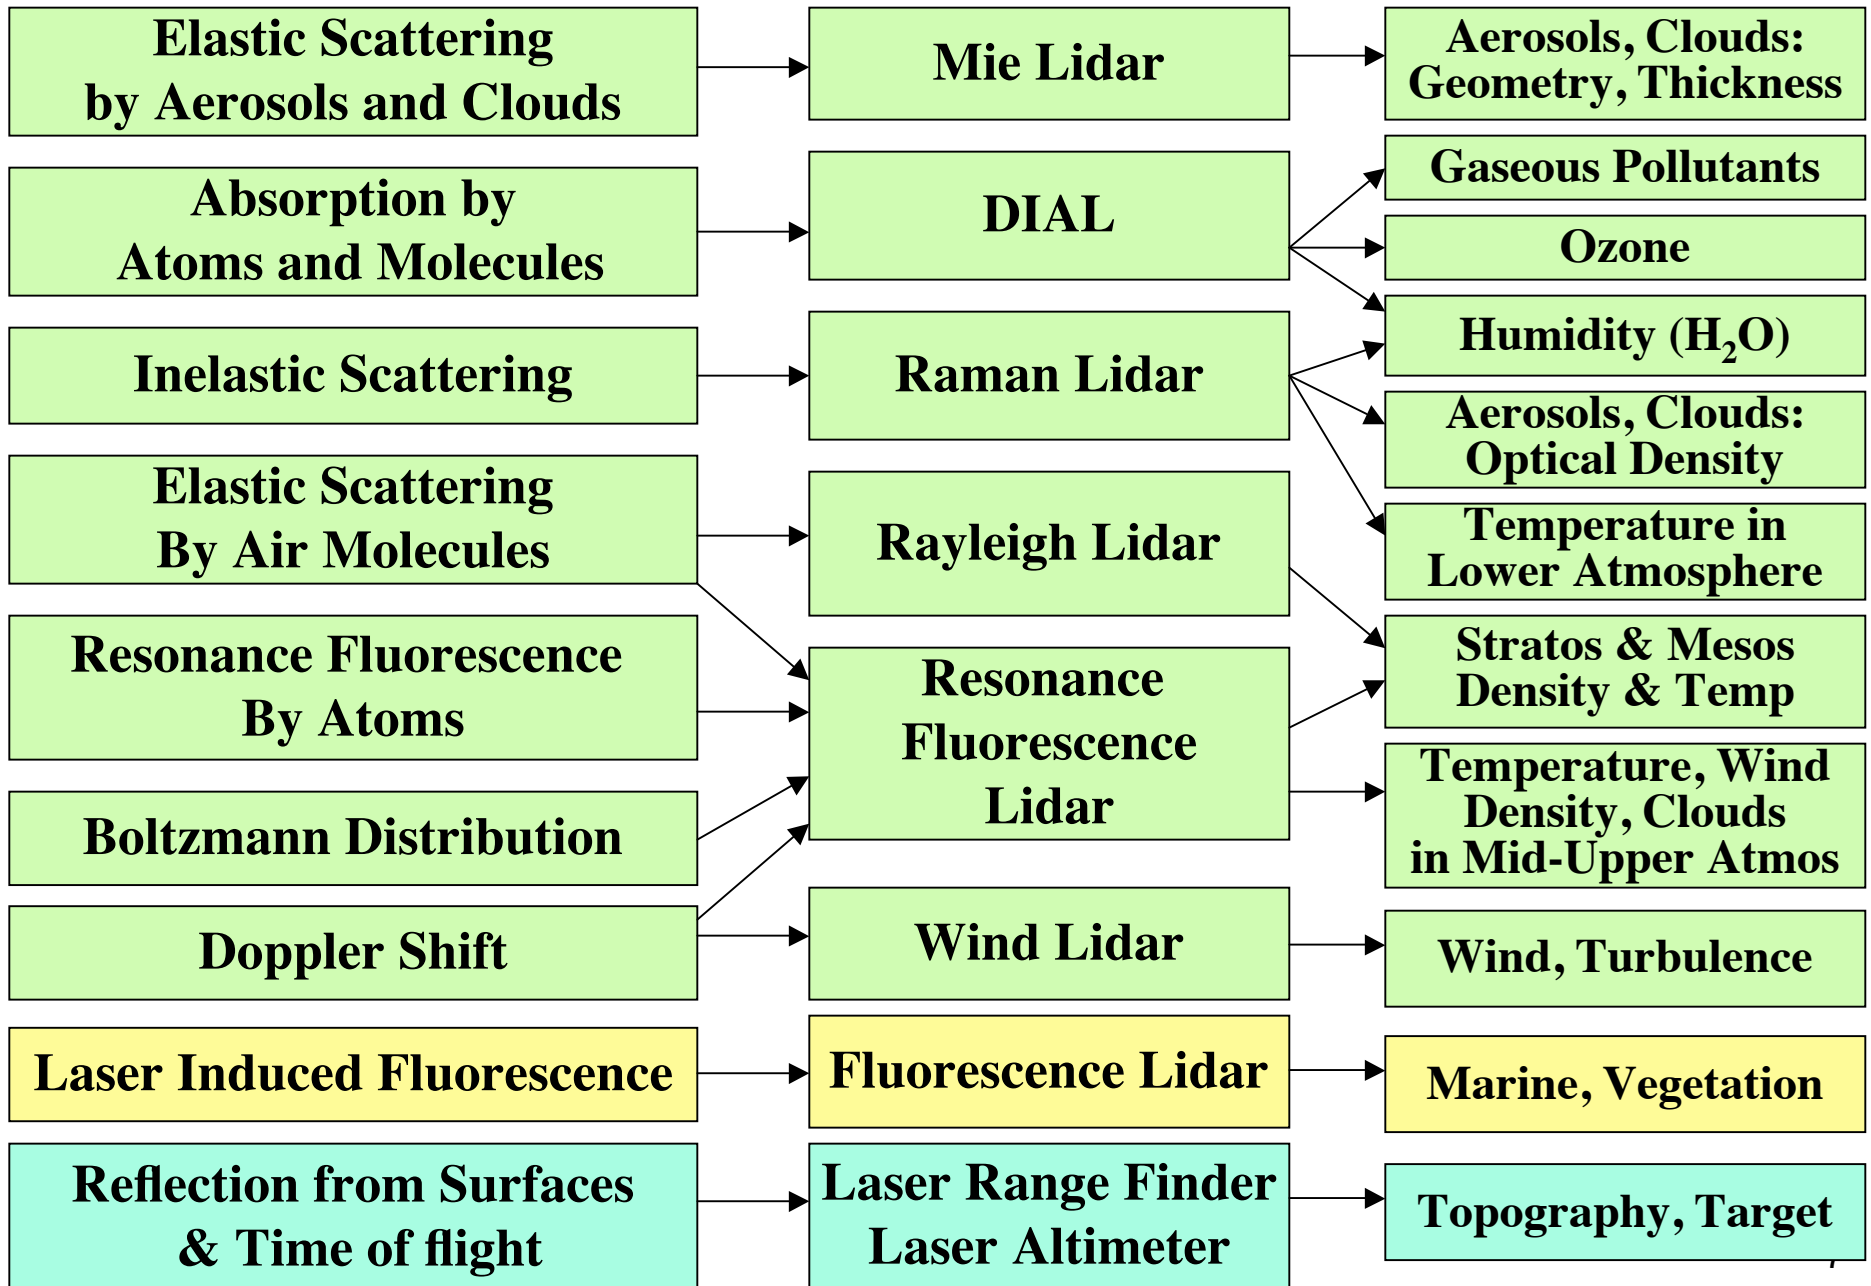 Elastic Scattering
by Aerosols and Clouds
Mie Lidar
Aerosols, Clouds:
Geometry, Thickness
Absorption by
Atoms and Molecules
DIAL
Gaseous Pollutants
Ozone
Humidity (H₂O)
Inelastic Scattering
Raman Lidar
Aerosols, Clouds:
Optical Density
Temperature in
Lower Atmosphere
Elastic Scattering
By Air Molecules
Rayleigh Lidar
Stratos & Mesos
Density & Temp
Resonance Fluorescence
By Atoms
Resonance
Fluorescence
Lidar
Temperature, Wind
Density, Clouds
in Mid-Upper Atmos
Boltzmann Distribution
Doppler Shift
Wind Lidar
Wind, Turbulence
Laser Induced Fluorescence
Fluorescence Lidar
Marine, Vegetation
Reflection from Surfaces
& Time of flight
Laser Range Finder
Laser Altimeter
Topography, Target